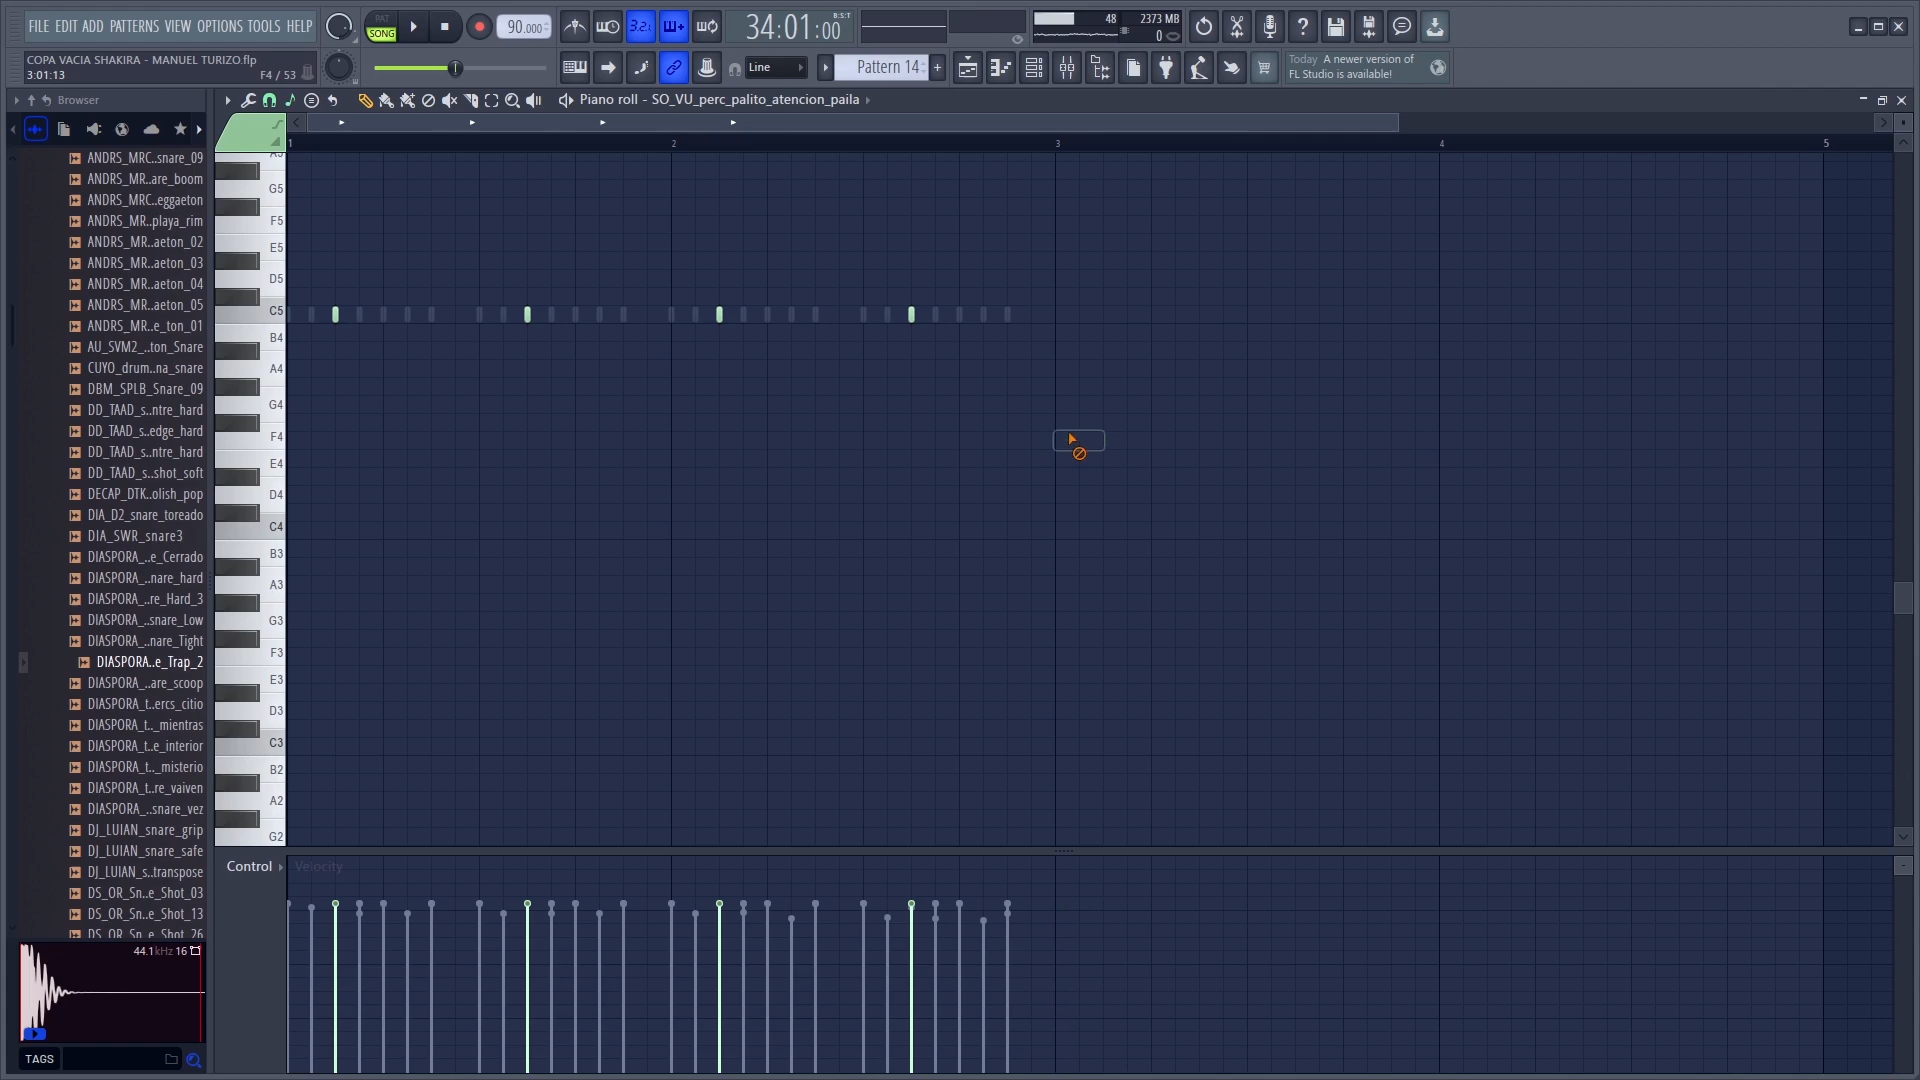 FILE EDIT ADD PATTERNS VIEW OPTIONS TOOLS HELP
PAT
SONG
90.000
3.2.
34:01:00
B:S:T
48
2373 MB
0
COPA VACIA SHAKIRA - MANUEL TURIZO.flp
3:01:13
F4 / 53
Line
Pattern 14
Today A newer version of
FL Studio is available!
Browser
Piano roll - SO_VU_perc_palito_atencion_paila
1
2
3
4
5
ANDRS_MRC..snare_09
ANDRS_MR..are_boom
ANDRS_MRC..eggaeton
ANDRS_MR..playa_rim
ANDRS_MR..aeton_02
ANDRS_MR..aeton_03
ANDRS_MR..aeton_04
ANDRS_MR..aeton_05
ANDRS_MR..e_ton_01
AU_SVM2_..ton_Snare
CUYO_drum..na_snare
DBM_SPLB_Snare_09
DD_TAAD_s..ntre_hard
DD_TAAD_s..edge_hard
DD_TAAD_s..ntre_hard
DD_TAAD_s..shot_soft
DECAP_DTK..olish_pop
DIA_D2_snare_toreado
DIA_SWR_snare3
DIASPORA_..e_Cerrado
DIASPORA_..nare_hard
DIASPORA_..re_Hard_3
DIASPORA_..snare_Low
DIASPORA_..nare_Tight
DIASPORA..e_Trap_2
DIASPORA_..are_scoop
DIASPORA_t..ercs_citio
DIASPORA_t.._mientras
DIASPORA_t..e_interior
DIASPORA_t.._misterio
DIASPORA_t..re_vaiven
DIASPORA_..snare_vez
DJ_LUIAN_snare_grip
DJ_LUIAN_snare_safe
DJ_LUIAN_s..transpose
DS_OR_Sn..e_Shot_03
DS_OR_Sn..e_Shot_13
DS_OR_Sn..e_Shot_26
A5
G5
F5
E5
D5
C5
B4
A4
G4
F4
E4
D4
C4
B3
A3
G3
F3
E3
D3
C3
B2
A2
G2
Control
Velocity
44.1kHz 16
TAGS